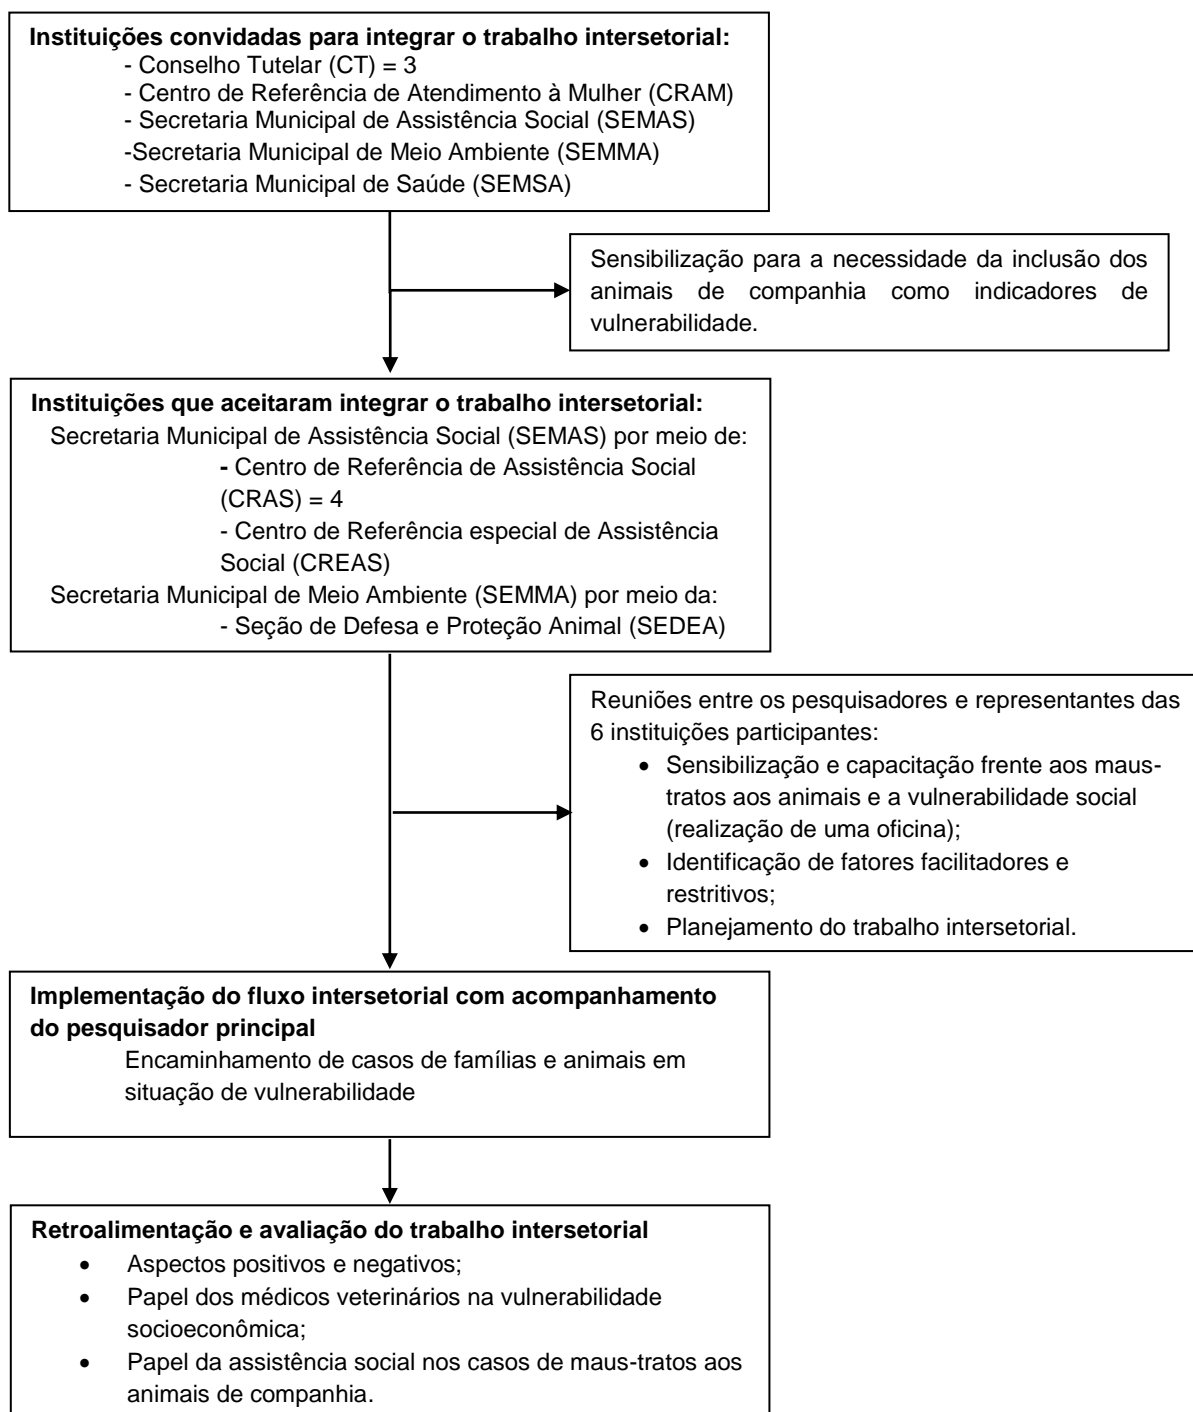 Instituições convidadas para integrar o trabalho intersetorial:
- Conselho Tutelar (CT) = 3
- Centro de Referência de Atendimento à Mulher (CRAM)
- Secretaria Municipal de Assistência Social (SEMAS)
-Secretaria Municipal de Meio Ambiente (SEMMA)
- Secretaria Municipal de Saúde (SEMSA)
Sensibilização para a necessidade da inclusão dos
animais de companhia como indicadores de
vulnerabilidade.
Instituições que aceitaram integrar o trabalho intersetorial:
Secretaria Municipal de Assistência Social (SEMAS) por meio de:
- Centro de Referência de Assistência Social
(CRAS) = 4
- Centro de Referência especial de Assistência
Social (CREAS)
Secretaria Municipal de Meio Ambiente (SEMMA) por meio da:
- Seção de Defesa e Proteção Animal (SEDEA)
Reuniões entre os pesquisadores e representantes das
6 instituições participantes:
• Sensibilização e capacitação frente aos maus-
tratos aos animais e a vulnerabilidade social
(realização de uma oficina);
• Identificação de fatores facilitadores e
restritivos;
• Planejamento do trabalho intersetorial.
Implementação do fluxo intersetorial com acompanhamento
do pesquisador principal
Encaminhamento de casos de famílias e animais em
situação de vulnerabilidade
Retroalimentação e avaliação do trabalho intersetorial
• Aspectos positivos e negativos;
• Papel dos médicos veterinários na vulnerabilidade
socioeconômica;
• Papel da assistência social nos casos de maus-tratos aos
animais de companhia.